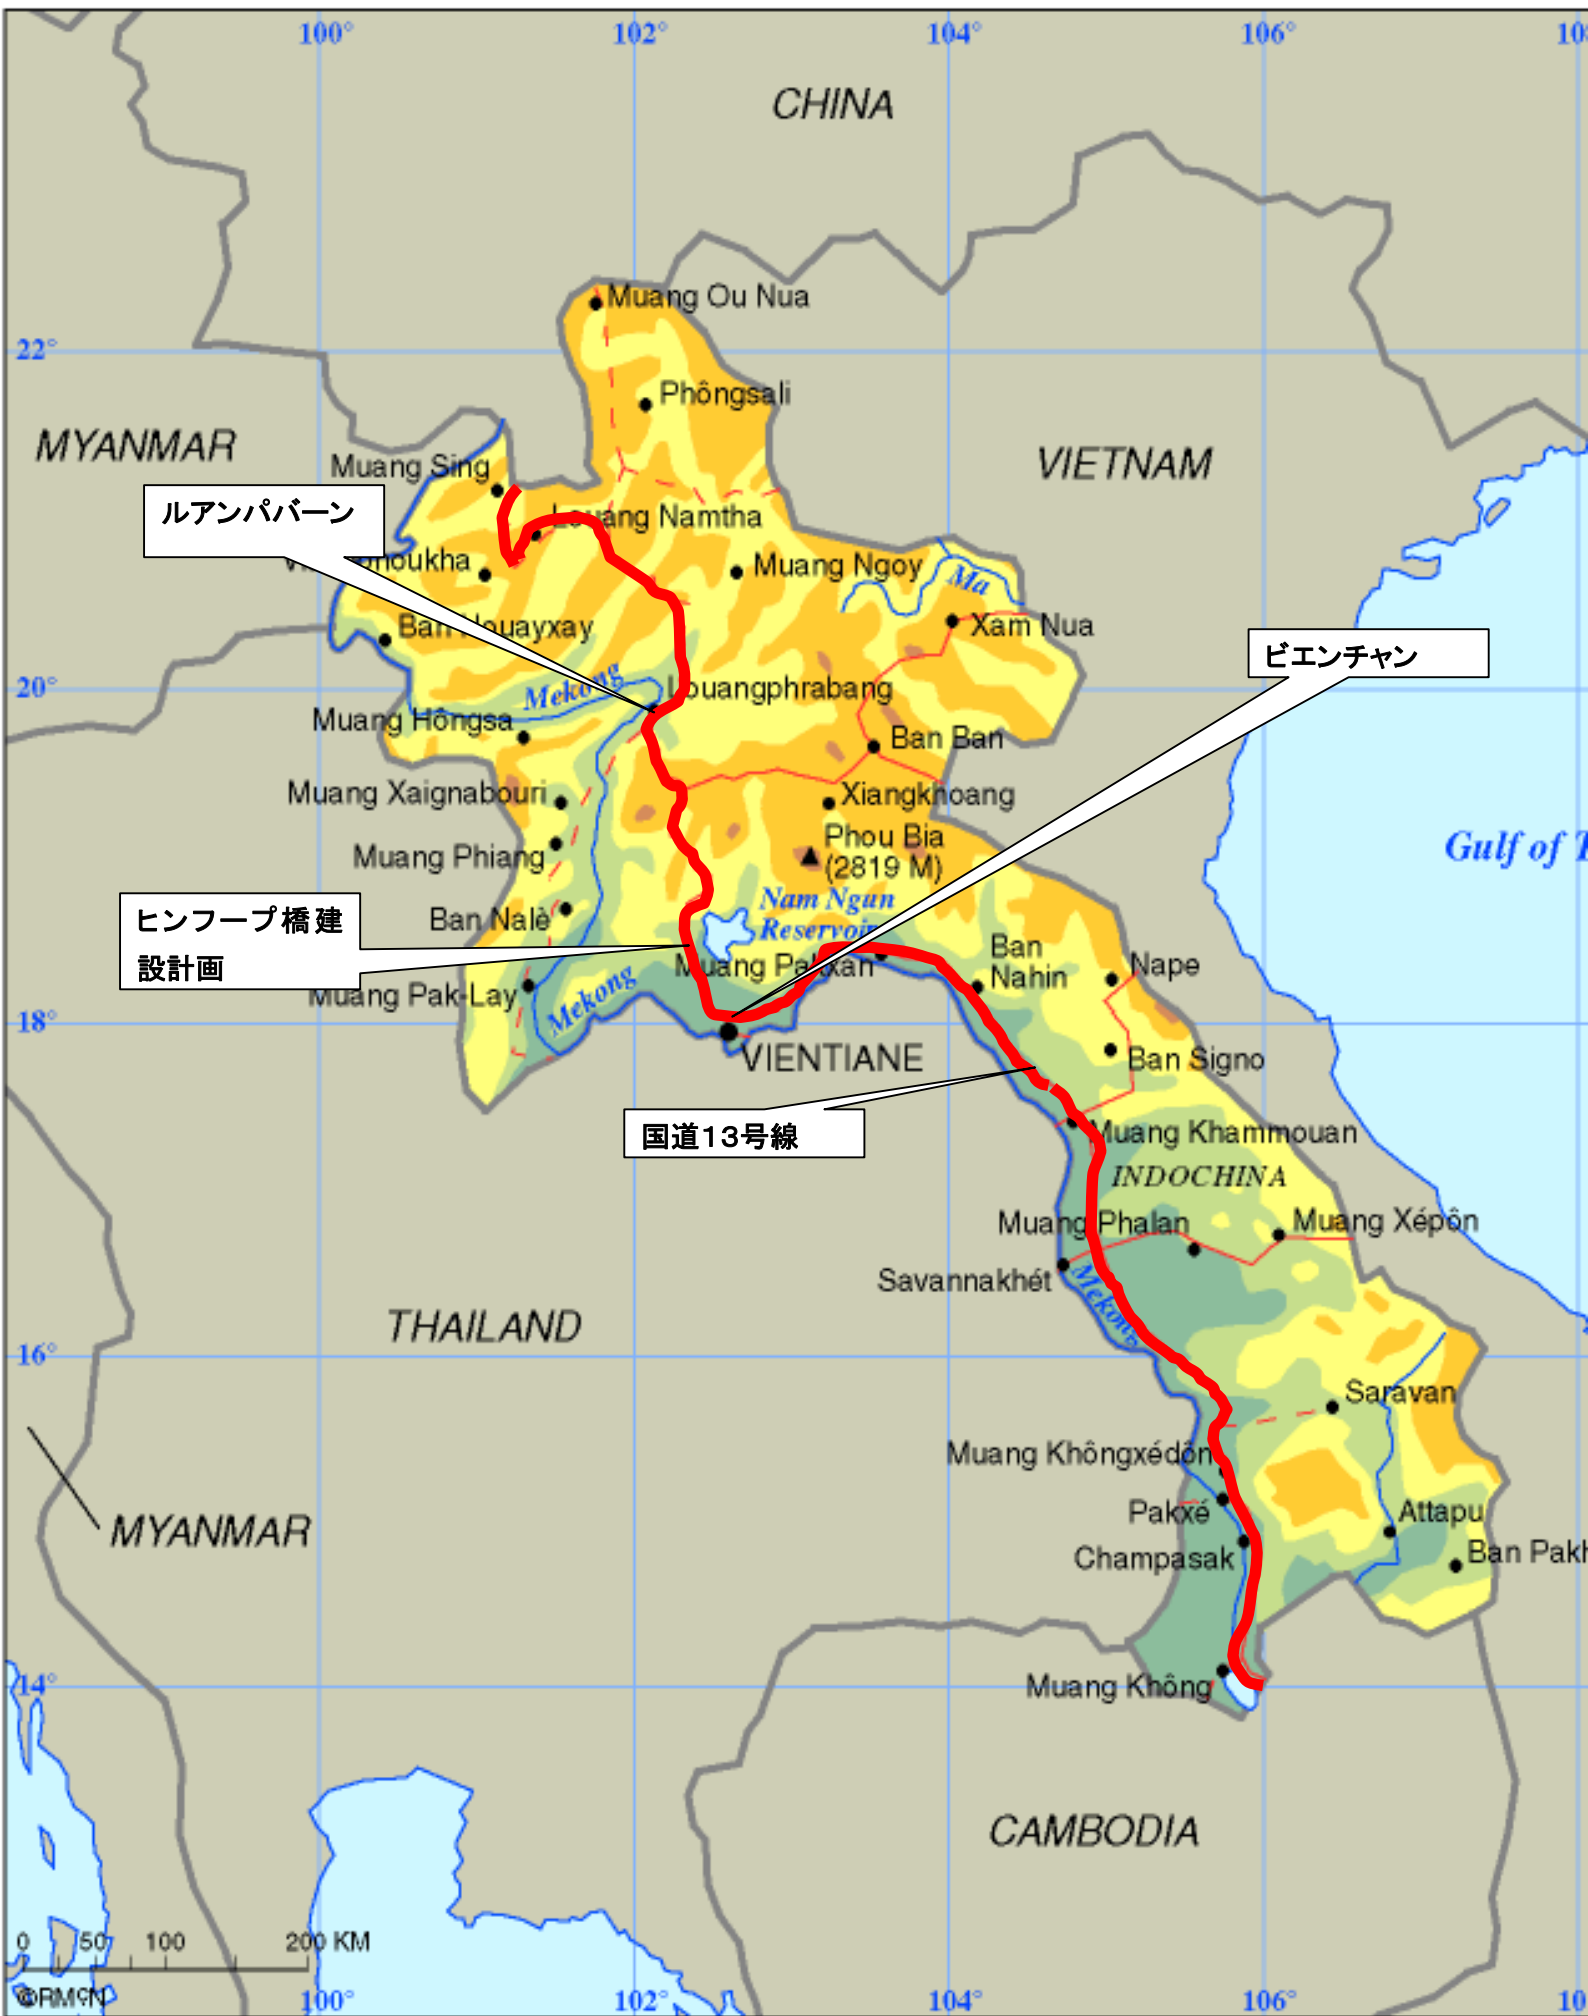 100°
102°
104°
106°
CHINA
Muang Ou Nua
22°
Phôngsali
MYANMAR
VIETNAM
Muang Sing
ルアンパバーン
Louang Namtha
Muang Ngoy
Ma
Ban Houayxay
Xam Nua
ビエンチャン
20°
Mekong
Louangphrabang
Muang Hôngsa
Ban Ban
Muang Xaignabouri
Xiangkhoang
Phou Bia
(2819 M)
Gulf of
Muang Phiang
Nam Ngun
Reservoir
ヒンフープ橋建
設計画
Ban Nalè
Muang Pakxan
Ban
Nahin
Nape
Muang Pak-Lay
Mekong
18°
VIENTIANE
Ban Signo
国道13号線
Muang Khammouan
INDOCHINA
Muang Phalan
Muang Xépôn
Savannakhét
Mekong
THAILAND
16°
Saravan
Muang Khôngxédôn
Pakxé
Attapu
MYANMAR
Champasak
Ban Pakh
14°
Muang Không
CAMBODIA
0 50 100 200 KM
100°
102°
104°
106°